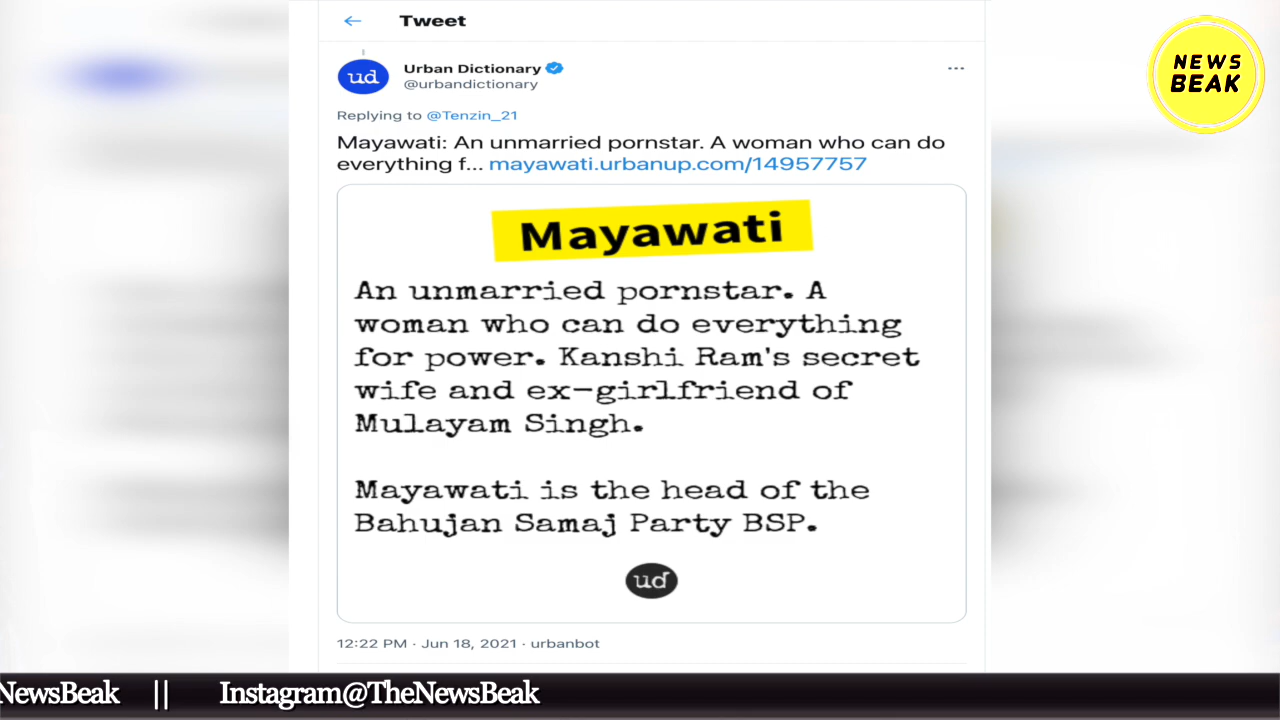 Tweet
NEWS
BEAK
ud
Urban Dictionary
@urbandictionary
Replying to @Tenzin_21
Mayawati: An unmarried pornstar. A woman who can do
everything f... mayawati.urbanup.com/14957757
Mayawati
An unmarried pornstar. A
woman who can do everything
for power. Kanshi Ram's secret
wife and ex-girlfriend of
Mulayam Singh.
Mayawati is the head of the
Bahujan Samaj Party BSP.
ud
12:22 PM · Jun 18, 2021 · urbanbot
NewsBeak || Instagram@TheNewsBeak